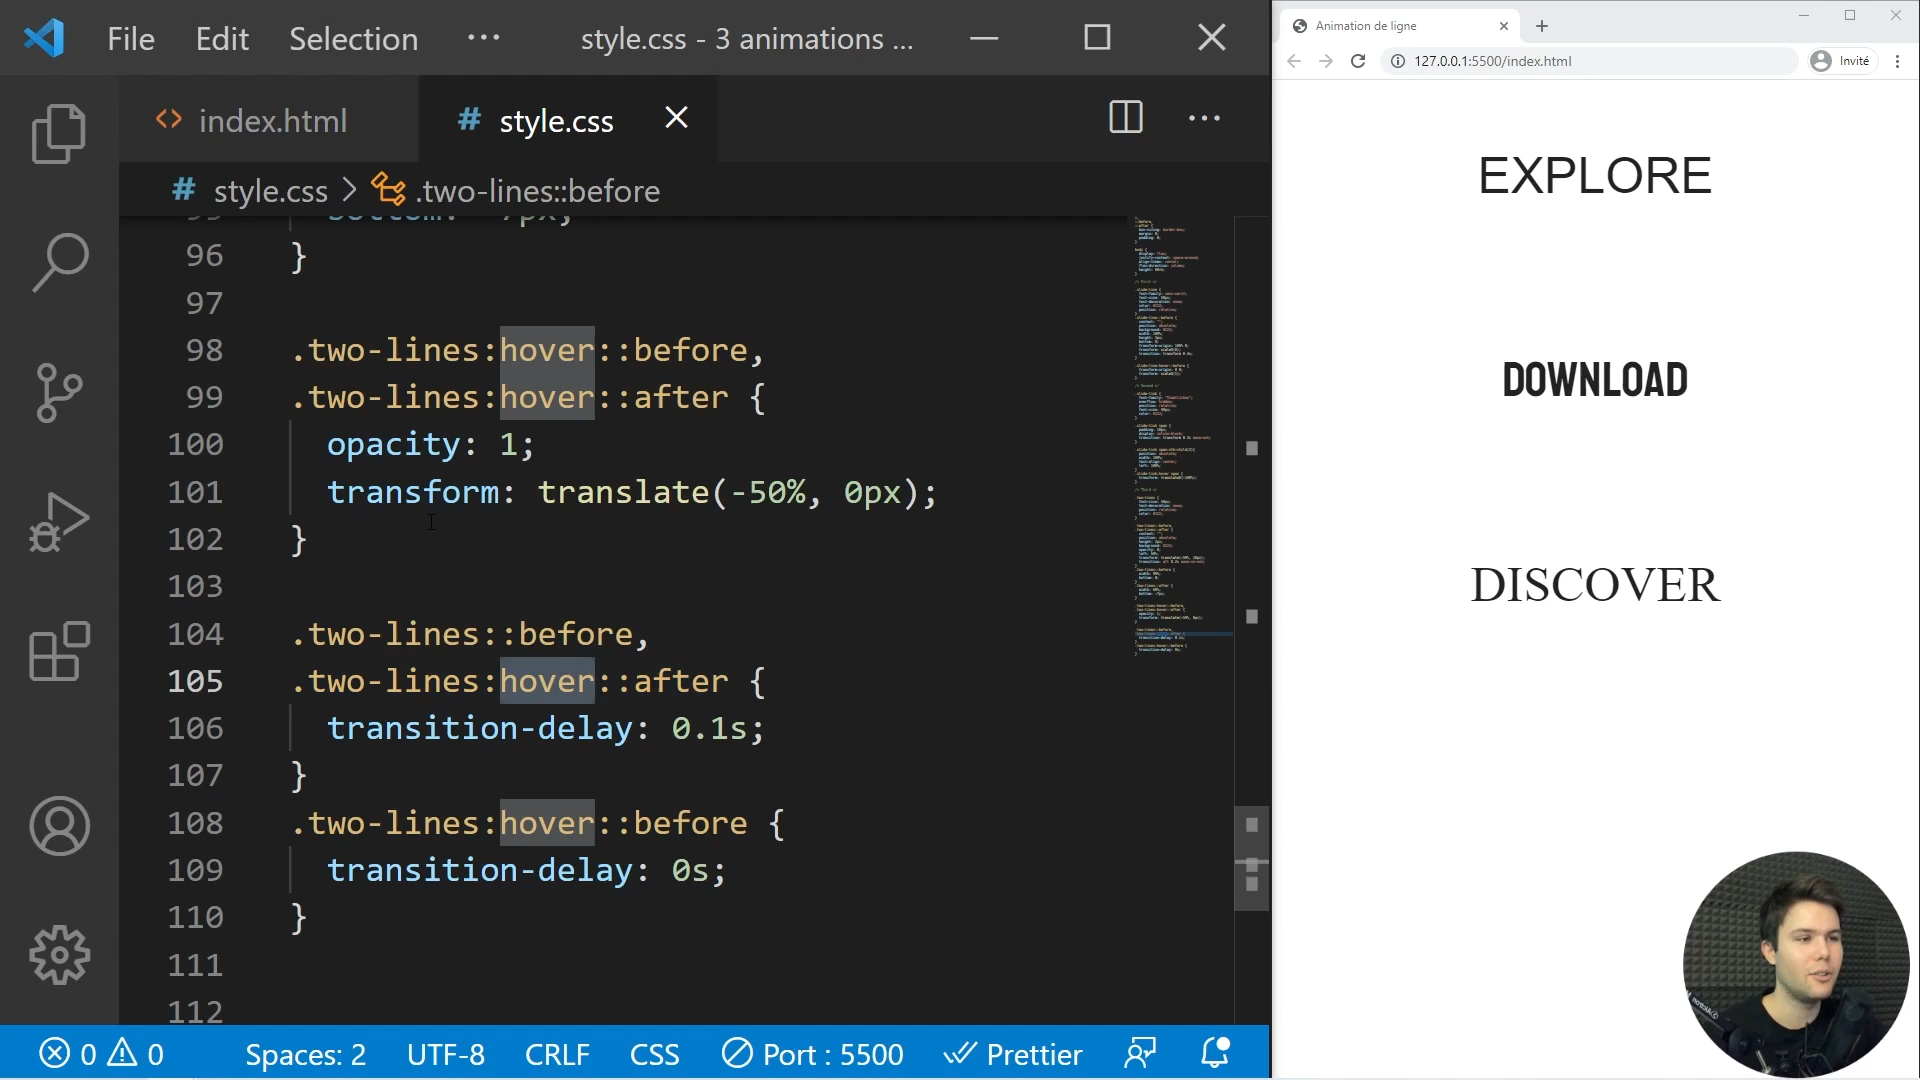 File Edit Selection ··· style.css - 3 animations ...
index.html # style.css
# style.css > .two-lines::before
96 }
97
98 .two-lines:hover::before,
99 .two-lines:hover::after {
100 opacity: 1;
101 transform: translate(-50%, 0px);
102 }
103
104 .two-lines::before,
105 .two-lines:hover::after {
106 transition-delay: 0.1s;
107 }
108 .two-lines:hover::before {
109 transition-delay: 0s;
110 }
111
112
0 0 Spaces: 2 UTF-8 CRLF CSS Port : 5500 Prettier
Animation de ligne
127.0.0.1:5500/index.html Invité
EXPLORE
DOWNLOAD
DISCOVER